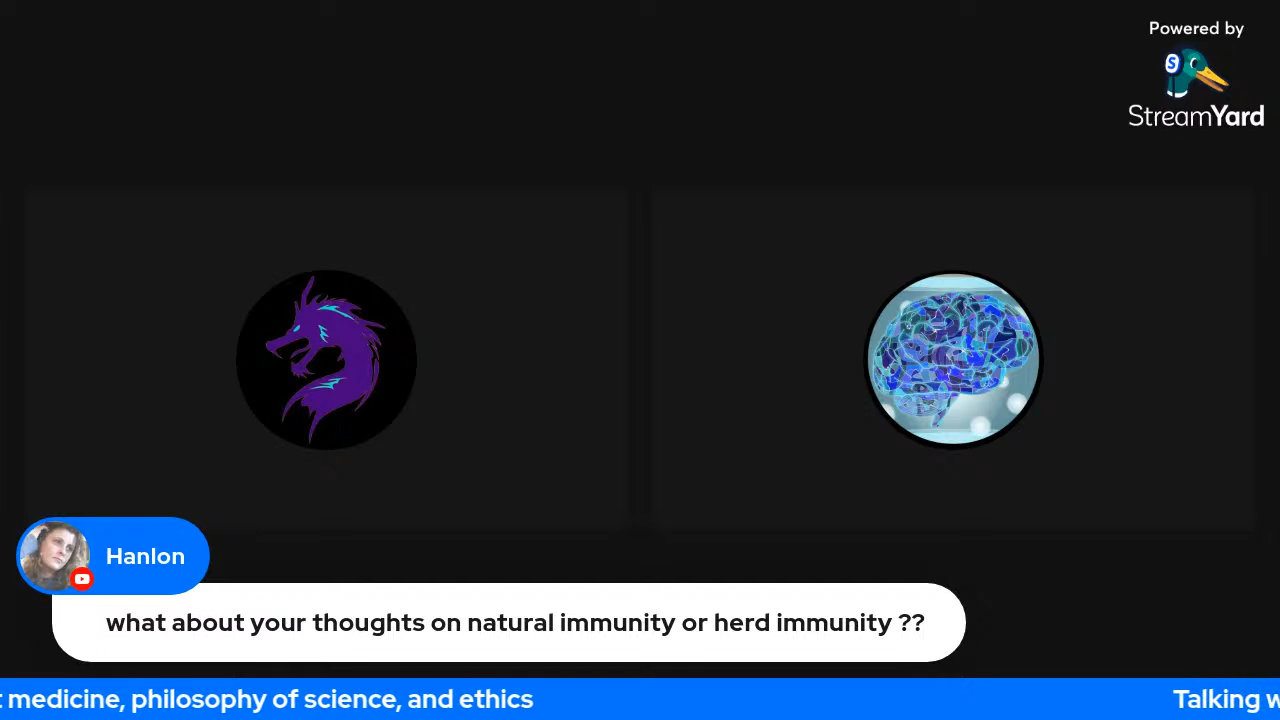 Powered by
S
StreamYard
Hanlon
what about your thoughts on natural immunity or herd immunity ??
medicine, philosophy of science, and ethics
Talking